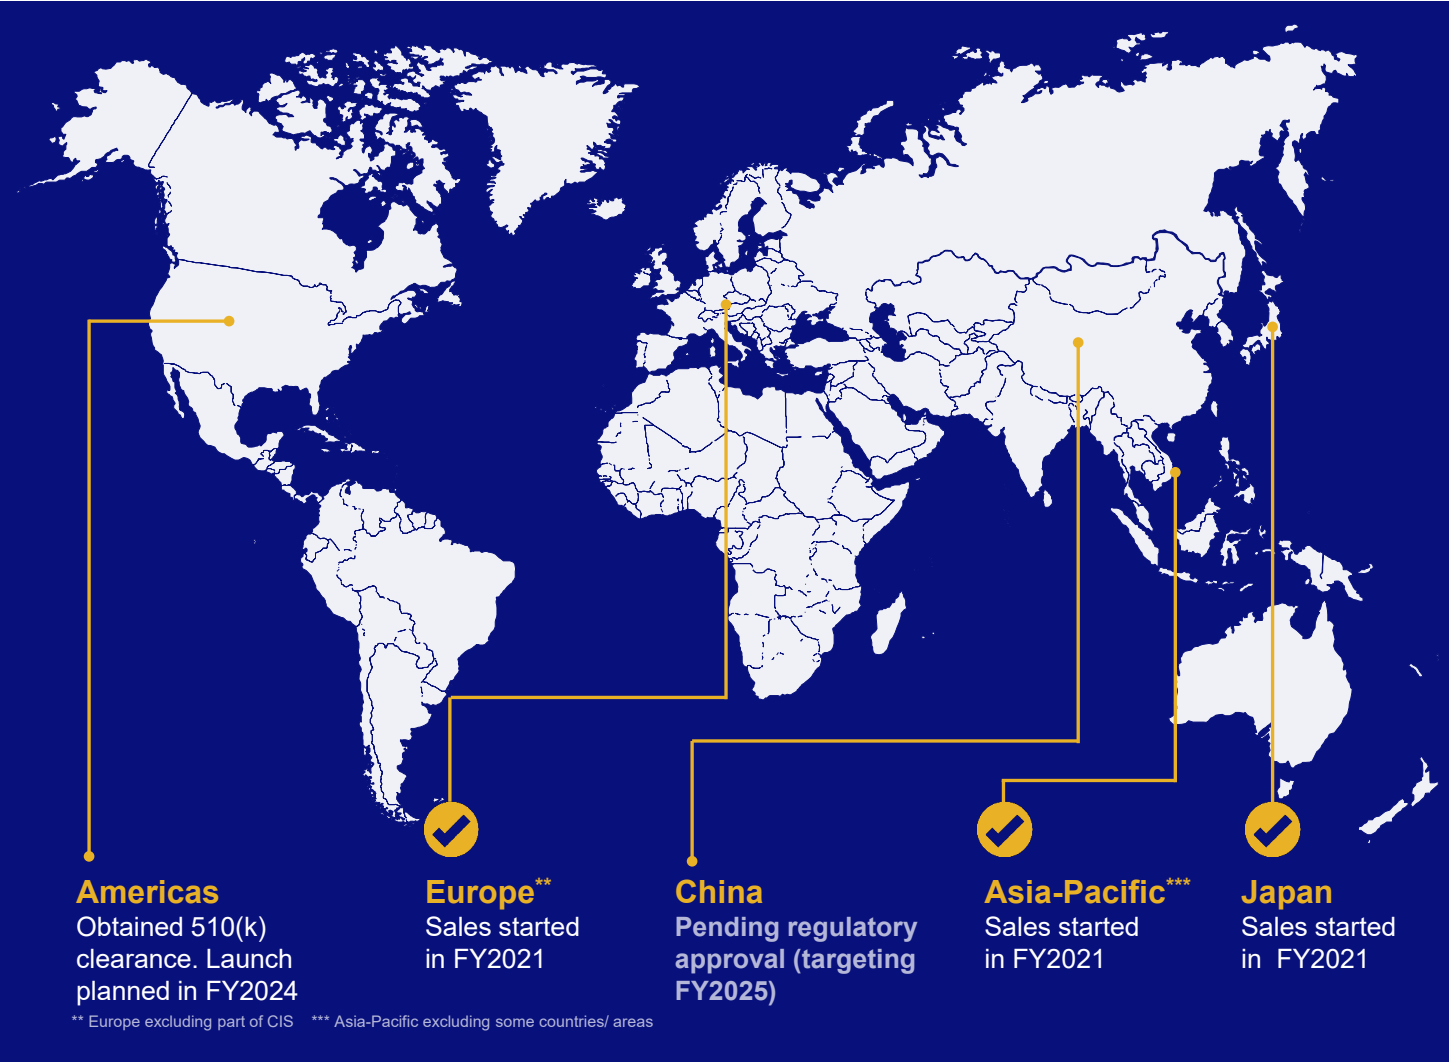 Americas
Obtained 510(k)
clearance. Launch
planned in FY2024
Europe**
Sales started
in FY2021
China
Pending regulatory
approval (targeting
FY2025)
Asia-Pacific***
Sales started
in FY2021
Japan
Sales started
in  FY2021
** Europe excluding part of CIS    *** Asia-Pacific excluding some countries/ areas